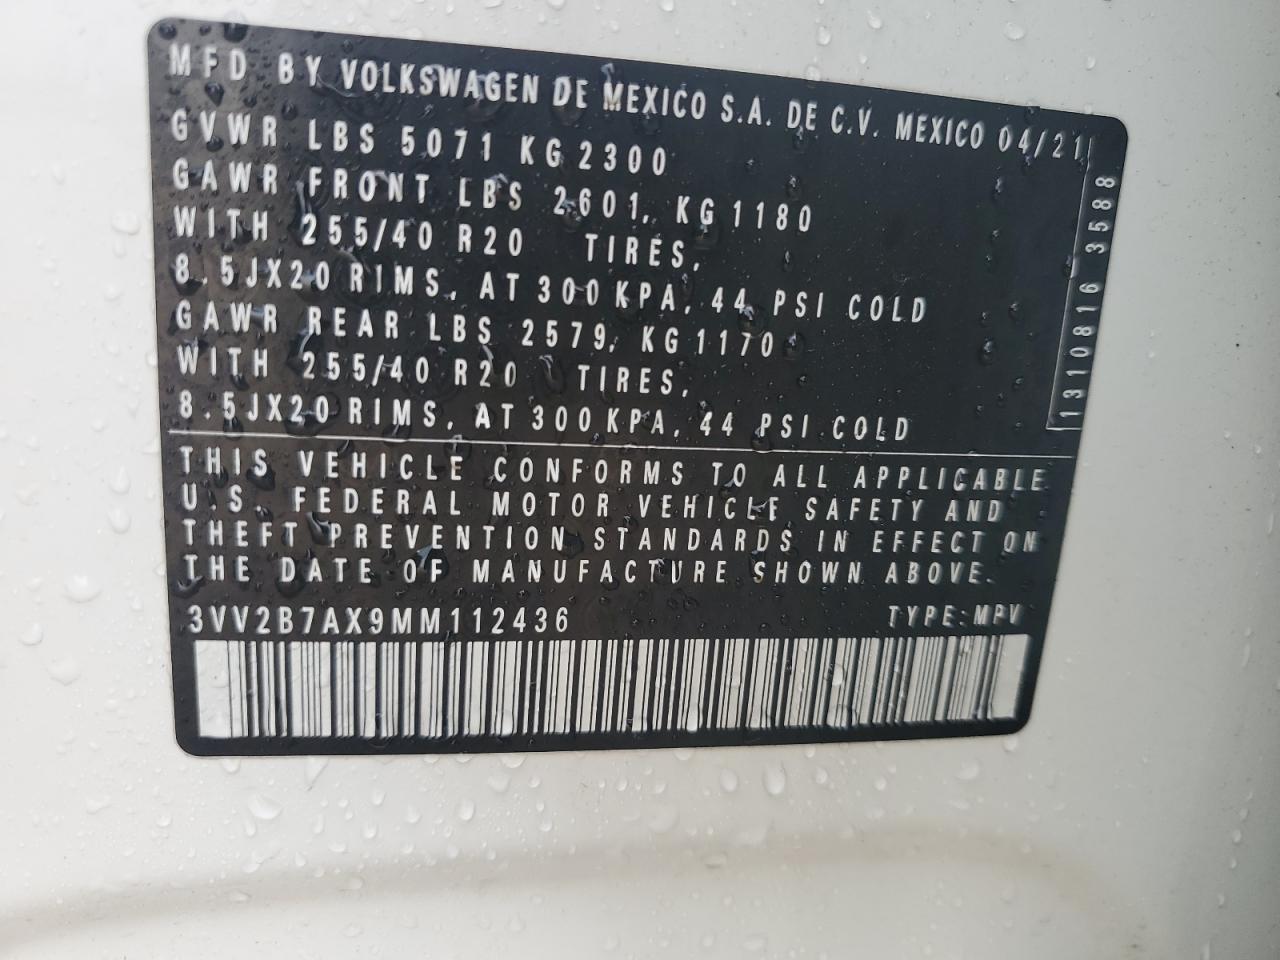 MFD BY VOLKSWAGEN DE MEXICO S.A. DE C.V. MEXICO 04/21
GVWR LBS 5071 KG 2300
GAWR FRONT LBS 2601, KG 1180
WITH 255/40 R20 TIRES,
8.5JX20 RIMS, AT 300 KPA, 44 PSI COLD
GAWR REAR LBS 2579, KG 1170
WITH 255/40 R20 TIRES,
8.5JX20 RIMS, AT 300 KPA, 44 PSI COLD
1310816 3588
THIS VEHICLE CONFORMS TO ALL APPLICABLE
U.S. FEDERAL MOTOR VEHICLE SAFETY AND
THEFT PREVENTION STANDARDS IN EFFECT ON
THE DATE OF MANUFACTURE SHOWN ABOVE.
3VV2B7AX9MM112436 TYPE:MPV